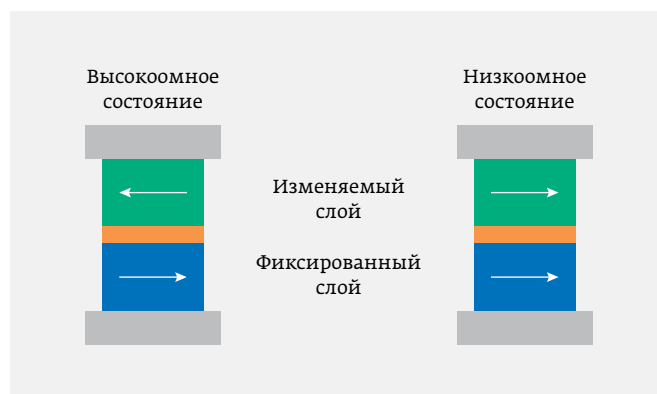 Высокоомное
состояние
Низкоомное
состояние
Изменяемый
слой
Фиксированный
слой